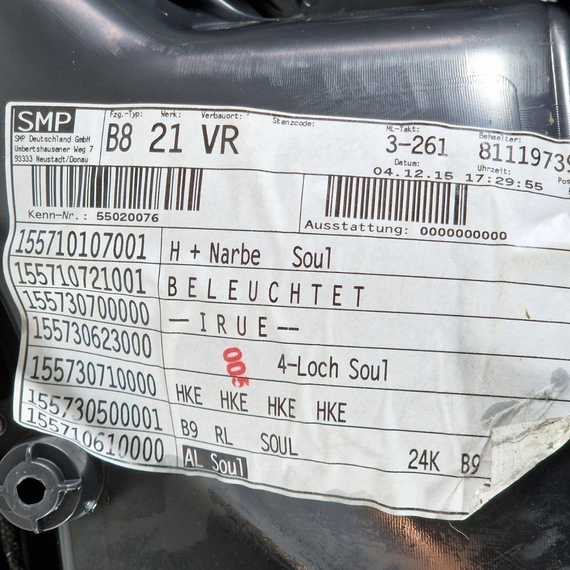 SMP
SMP Deutschland GmbH
Umbertshausener Weg 7
93333 Neustadt/Donau
Fzg.-Typ: Werk: Verbauort: Stanzcode: ML-Takt: Behaelter:
B8 21 VR 3-261 81119739
Datum: Uhrzeit: Pos
04.12.15 17:29:55
Kenn-Nr.: 55020076
Ausstattung: 0000000000
155710107001 H + Narbe Soul
155710721001 BELEUCHTET
155730700000 —IRUE—
155730623000 005 4-Loch Soul
155730710000 HKE HKE HKE HKE
155730500001 B9 RL SOUL 24K B9
155710610000 AL Soul